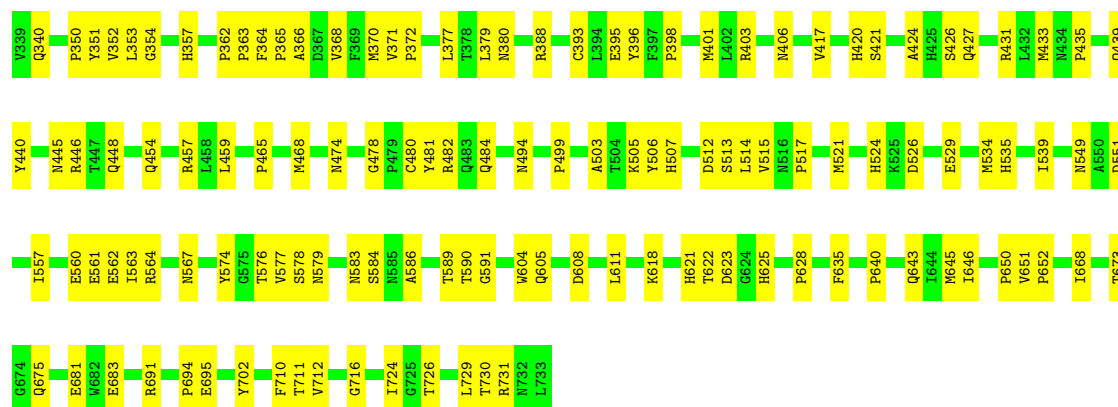 V339 Q340 P350 Y351 V352 L353 G354 H357 P362 P363 F364 P365 A366 D367 V368 F369 M370 V371 P372 L377 T378 L379 N380 R388 C393 L394 E395 Y396 F397 P398 M401 L402 R403 N406 V417 H420 S421 A424 H425 S426 Q427 R431 L432 M433 N434 P435
Y440 N445 R446 T447 Q448 Q454 R457 L458 L459 P465 M468 N474 G478 P479 C480 Y481 R482 Q483 Q484 N494 P499 A503 T504 K505 Y506 H507 D512 S513 L514 V515 N516 P517 M521 H524 K525 D526 E529 M534 H535 I539 N549 A550 D551
I557 E560 E561 E562 I563 R564 N567 Y574 G575 T576 V577 S578 N579 N583 S584 N585 A586 T589 T590 G591 W604 Q605 D608 L611 K618 H621 T622 D623 G624 H625 P628 F635 P640 Q643 I644 M645 I646 P650 V651 P652 I668 T673
G674 Q675 E681 W682 E683 R691 P694 E695 Y702 F710 T711 V712 G716 I724 G725 T726 L729 T730 R731 N732 L733